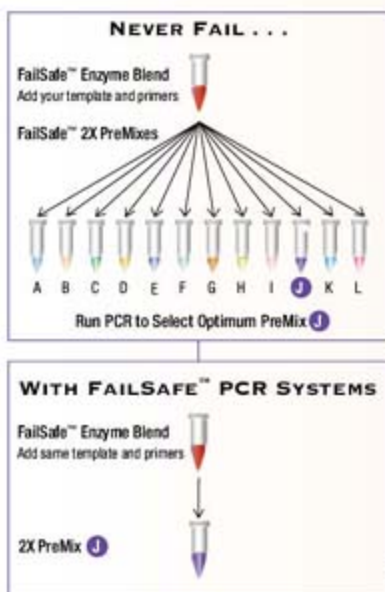 NEVER FAIL . . .
FailSafe™ Enzyme Blend
Add your template and primers
FailSafe™ 2X PreMixes
A B C D E F G H I J K L
Run PCR to Select Optimum PreMix J
WITH FAILSAFE™ PCR SYSTEMS
FailSafe™ Enzyme Blend
Add same template and primers
2X PreMix J